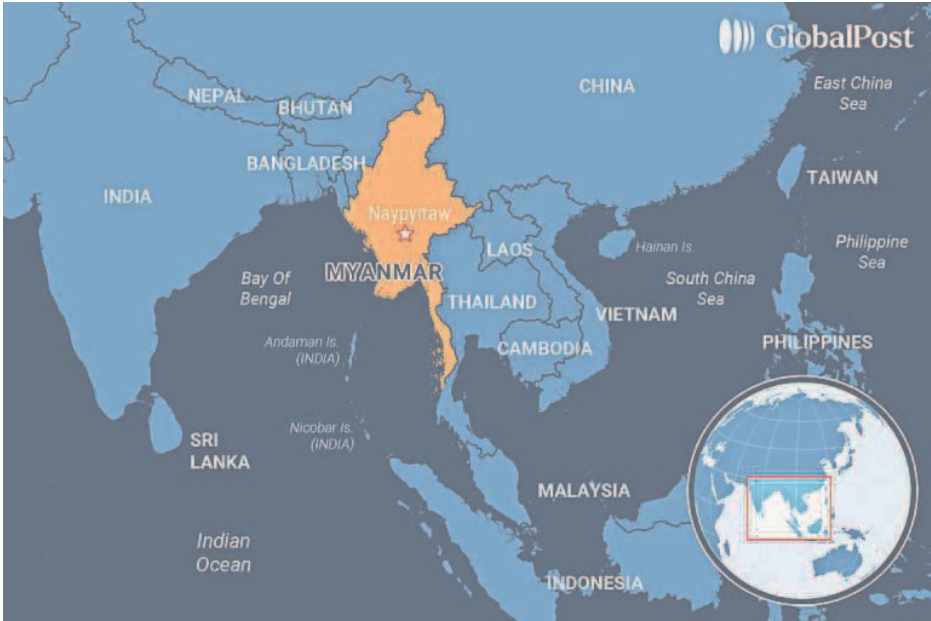 GlobalPost
East China
Sea
CHINA
NEPAL
BHUTAN
BANGLADESH
INDIA
TAIWAN
Naypyitaw
Philippine
Sea
Hainan Is.
LAOS
MYANMAR
Bay Of
Bengal
South China
Sea
THAILAND
VIETNAM
Andaman Is.
(INDIA)
CAMBODIA
PHILIPPINES
Nicobar Is.
(INDIA)
SRI
LANKA
MALAYSIA
Indian
Ocean
INDONESIA